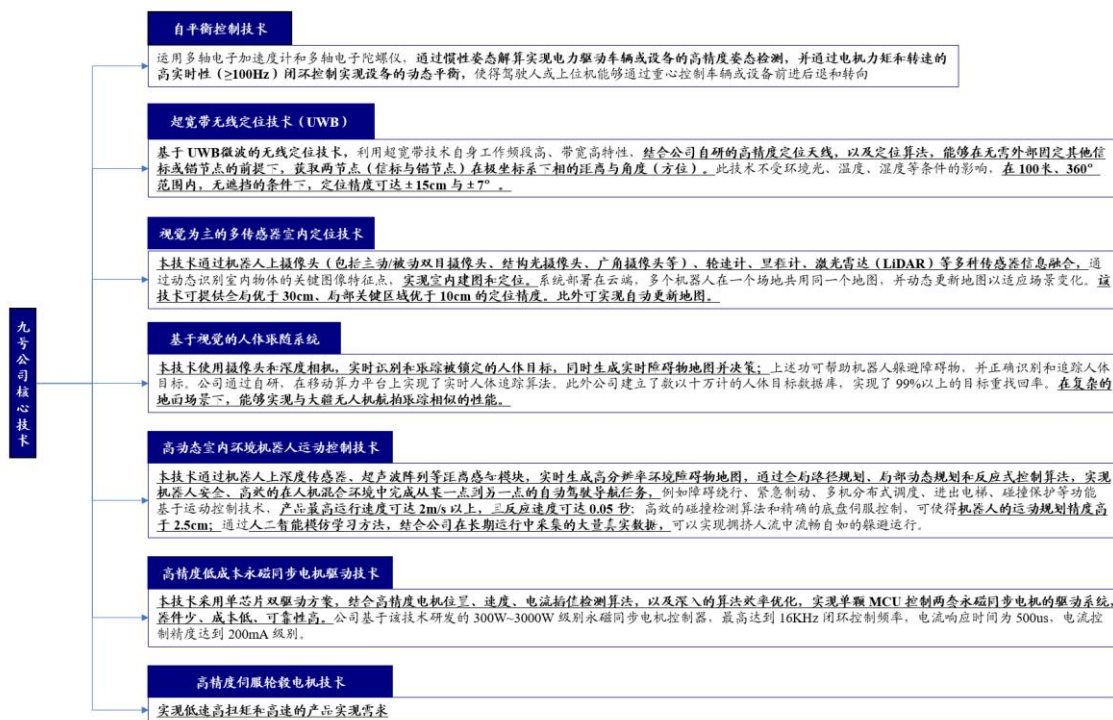 九号公司核心技术
自平衡控制技术
运用多轴电子加速度计和多轴电子陀螺仪，通过惯性姿态解算实现电力驱动车辆或设备的高精度姿态检测，并通过电机力矩和转速的
高实时性（≥100Hz）闭环控制实现设备的动态平衡，使得驾驶人或上位机能够通过重心控制车辆或设备前进后退和转向
超宽带无线定位技术（UWB）
基于 UWB微波的无线定位技术，利用超宽带技术自身工作频段高、带宽高特性，结合公司自研的高精度定位天线，以及定位算法，能够在无需外部固定其他信
标或锚节点的前提下，获取两节点（信标与锚节点）在极坐标系下相的距离与角度（方位）。此技术不受环境光、温度、湿度等条件的影响，在 100米、360°
范围内，无遮挡的条件下，定位精度可达 ±15cm 与 ±7° 。
视觉为主的多传感器室内定位技术
本技术通过机器人上摄像头（包括主动/被动双目摄像头、结构光摄像头、广角摄像头等）、轮速计、里程计、激光雷达（LiDAR）等多种传感器信息融合，通
过动态识别室内物体的关键图像特征点，实现室内建图和定位。系统部署在云端，多个机器人在一个场地共用同一个地图，并动态更新地图以适应场景变化。该
技术可提供全局优于 30cm、局部关键区域优于 10cm 的定位精度。此外可实现自动更新地图。
基于视觉的人体跟随系统
本技术使用摄像头和深度相机，实时识别和跟踪被锁定的人体目标，同时生成实时障碍物地图并决策；上述功可帮助机器人躲避障碍物，并正确识别和追踪人体
目标。公司通过自研，在移动算力平台上实现了实时人体追踪算法。此外公司建立了数以十万计的人体目标数据库，实现了 99%以上的目标重找回率。在复杂的
地面场景下，能够实现与大疆无人机航拍跟踪相似的性能。
高动态室内环境机器人运动控制技术
本技术通过机器人上深度传感器、超声波阵列等距离感知模块，实时生成高分辨率环境障碍物地图，通过全局路径规划、局部动态规划和反应式控制算法，实现
机器人安全、高效的在人机混合环境中完成从某一点到另一点的自动驾驶导航任务，例如障碍绕行、紧急制动、多机分布式调度、进出电梯、碰撞保护等功能
基于运动控制技术，产品最高运行速度可达 2m/s 以上，且反应速度可达 0.05 秒；高效的碰撞检测算法和精确的底盘伺服控制，可使得机器人的运动规划精度高
于 2.5cm；通过人工智能模仿学习方法，结合公司在长期运行中采集的大量真实数据，可以实现拥挤人流中流畅自如的躲避运行。
高精度低成本永磁同步电机驱动技术
本技术采用单芯片双驱动方案，结合高精度电机位置、速度、电流插值检测算法，以及深入的算法效率优化，实现单颗 MCU 控制两叁永磁同步电机的驱动系统，
器件少、成本低、可靠性高。公司基于该技术研发的 300W~3000W 级别永磁同步电机控制器，最高达到 16KHz 闭环控制频率，电流响应时间为 500us，电流控
制精度达到 200mA 级别。
高精度伺服轮毂电机技术
实现低速高扭矩和高速的产品实现需求